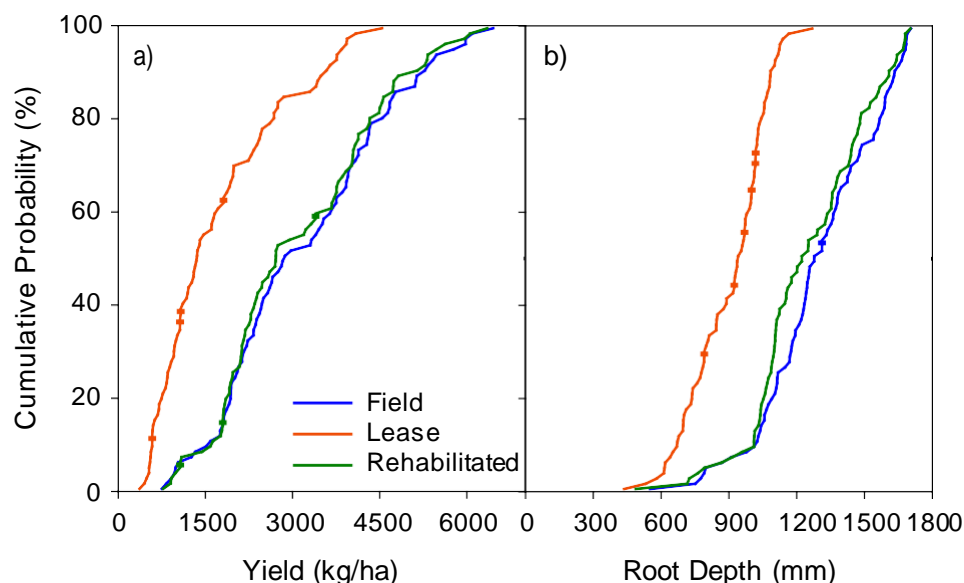 100
80
60
40
20
0
Cumulative Probability (%)
a)
b)
Field
Lease
Rehabilitated
0 1500 3000 4500 6000
0 300 600 900 1200 1500 1800
Yield (kg/ha)
Root Depth (mm)